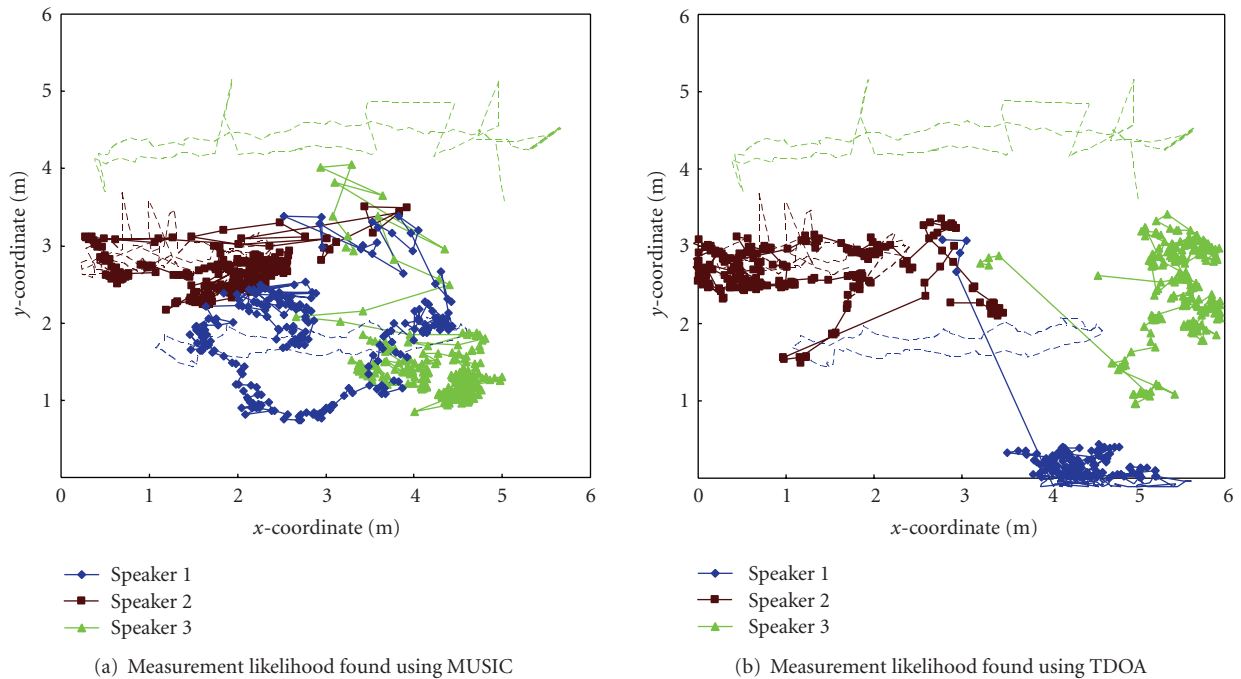 6
5
4
3
2
1
y-coordinate (m)
0 1 2 3 4 5 6
x-coordinate (m)
Speaker 1
Speaker 2
Speaker 3
(a) Measurement likelihood found using MUSIC
6
5
4
3
2
1
y-coordinate (m)
0 1 2 3 4 5 6
x-coordinate (m)
Speaker 1
Speaker 2
Speaker 3
(b) Measurement likelihood found using TDOA